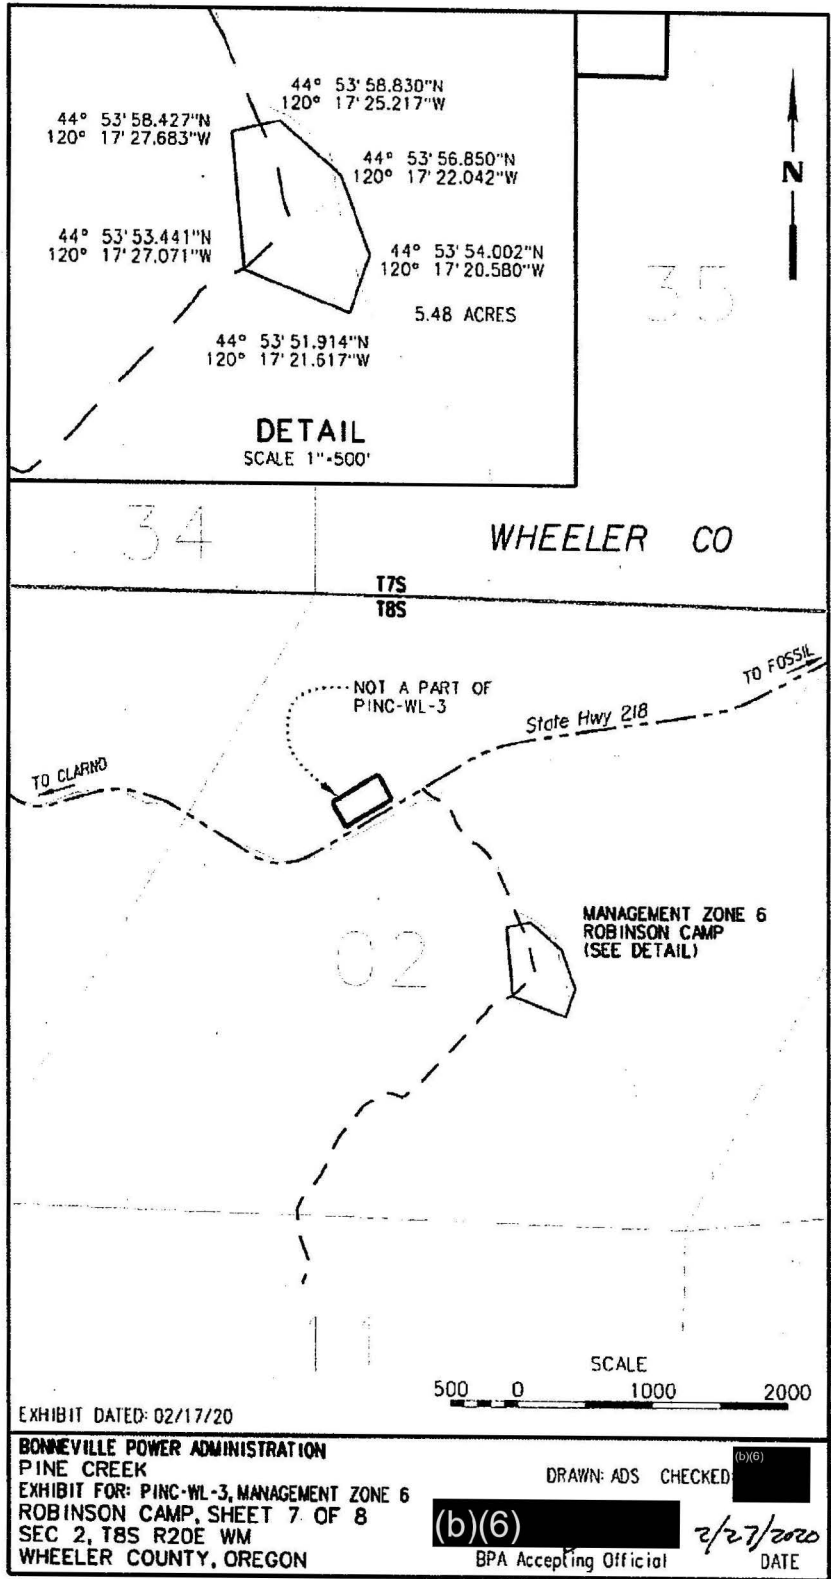 44° 53'58.830"N
120° 17'25.217"W
44° 53'58.427"N
120° 17'27.683"W
44° 53'56.850"N
120° 17'22.042"W
N
44° 53'53.441"N
120° 17'27.071"W
44° 53'54.002"N
120° 17'20.580"W
35
5.48 ACRES
44° 53'51.914"N
120° 17'21.617"W
DETAIL
SCALE 1"=500'
34
WHEELER CO
T7S
T8S
TO FOSSIL
NOT A PART OF
PINC-WL-3
State Hwy 218
TO CLARNO
MANAGEMENT ZONE 6
ROBINSON CAMP
(SEE DETAIL)
02
11
SCALE
500 0 1000 2000
EXHIBIT DATED: 02/17/20
BONNEVILLE POWER ADMINISTRATION
PINE CREEK
EXHIBIT FOR: PINC-WL-3, MANAGEMENT ZONE 6
ROBINSON CAMP, SHEET 7 OF 8
SEC 2, T8S R20E WM
WHEELER COUNTY, OREGON
DRAWN: ADS CHECKED:
(b)(6)
(b)(6)
2/27/2020
BPA Accepting Official DATE